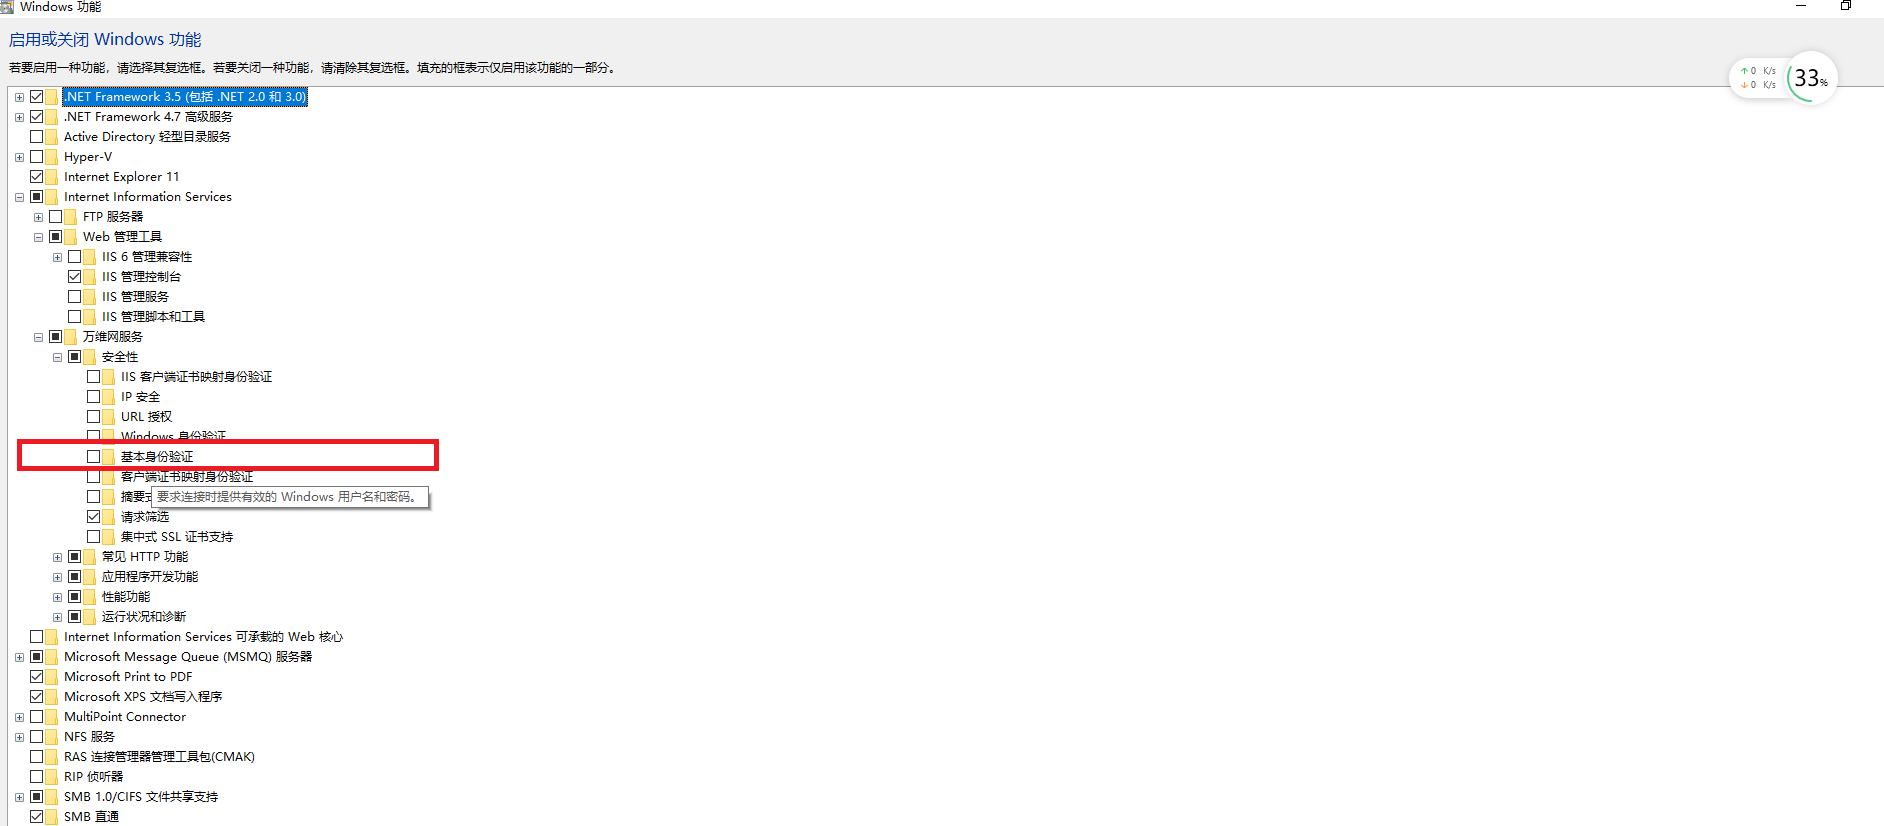 Windows 功能
启用或关闭 Windows 功能
若要启用一种功能，请选择其复选框。若要关闭一种功能，请清除其复选框。填充的框表示仅启用该功能的一部分。
0 K/s
0 K/s
33%
.NET Framework 3.5 (包括 .NET 2.0 和 3.0)
.NET Framework 4.7 高级服务
Active Directory 轻型目录服务
Hyper-V
Internet Explorer 11
Internet Information Services
FTP 服务器
Web 管理工具
IIS 6 管理兼容性
IIS 管理控制台
IIS 管理服务
IIS 管理脚本和工具
万维网服务
安全性
IIS 客户端证书映射身份验证
IP 安全
URL 授权
Windows 身份验证
基本身份验证
客户端证书映射身份验证
摘要
要求连接时提供有效的 Windows 用户名和密码。
请求筛选
集中式 SSL 证书支持
常见 HTTP 功能
应用程序开发功能
性能功能
运行状况和诊断
Internet Information Services 可承载的 Web 核心
Microsoft Message Queue (MSMQ) 服务器
Microsoft Print to PDF
Microsoft XPS 文档写入程序
MultiPoint Connector
NFS 服务
RAS 连接管理器管理工具包(CMAK)
RIP 侦听器
SMB 1.0/CIFS 文件共享支持
SMB 直通